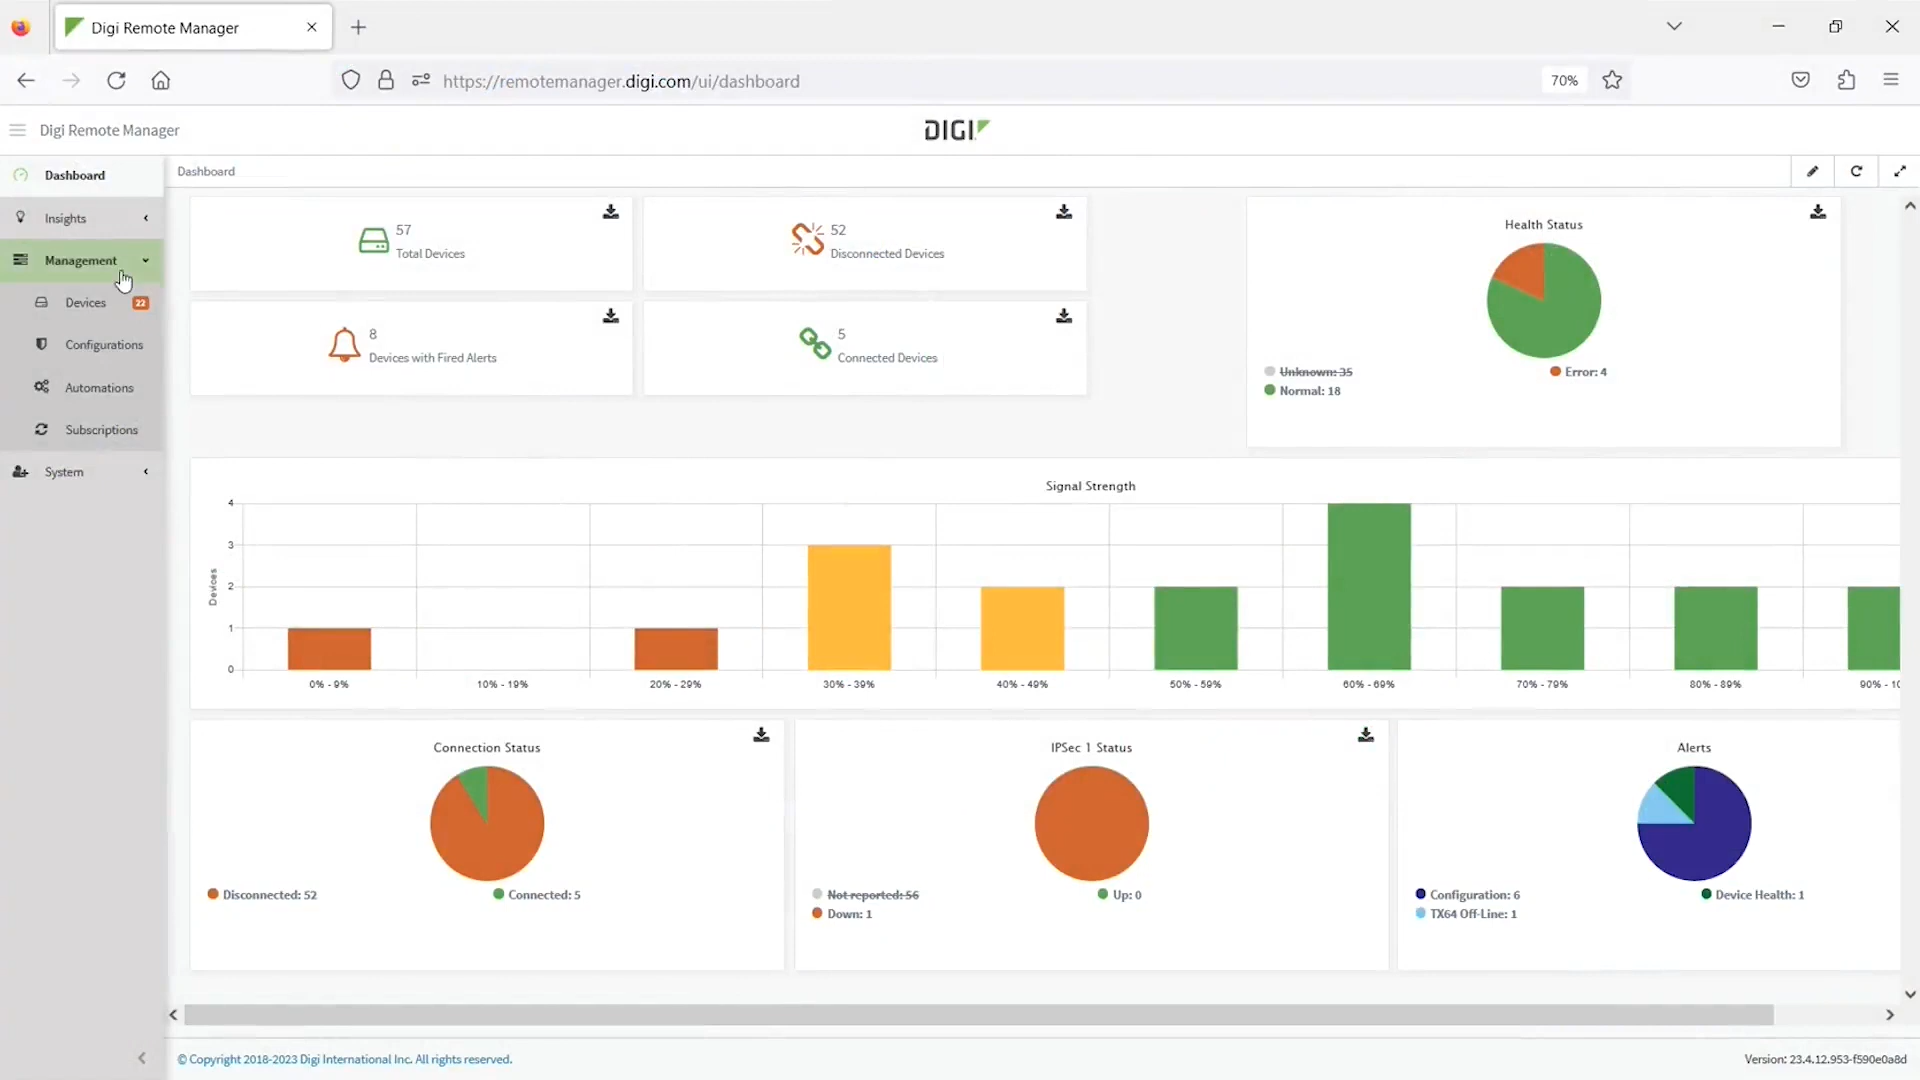 Digi Remote Manager
https://remotemanager.digi.com/ui/dashboard
70%
Digi Remote Manager
DIGI
Dashboard
Insights
Management
Devices 22
Configurations
Automations
Subscriptions
System
Dashboard
57
Total Devices
52
Disconnected Devices
8
Devices with Fired Alerts
5
Connected Devices
Health Status
Unknown: 35
Error: 4
Normal: 18
Signal Strength
Devices
4
3
2
1
0
0% - 9%
10% - 19%
20% - 29%
30% - 39%
40% - 49%
50% - 59%
60% - 69%
70% - 79%
80% - 89%
90% - 10
Connection Status
Disconnected: 52
Connected: 5
IPSec 1 Status
Not reported: 56
Up: 0
Down: 1
Alerts
Configuration: 6
Device Health: 1
TX64 Off-Line: 1
© Copyright 2018-2023 Digi International Inc. All rights reserved.
Version: 23.4.12.953-f590e0a8d